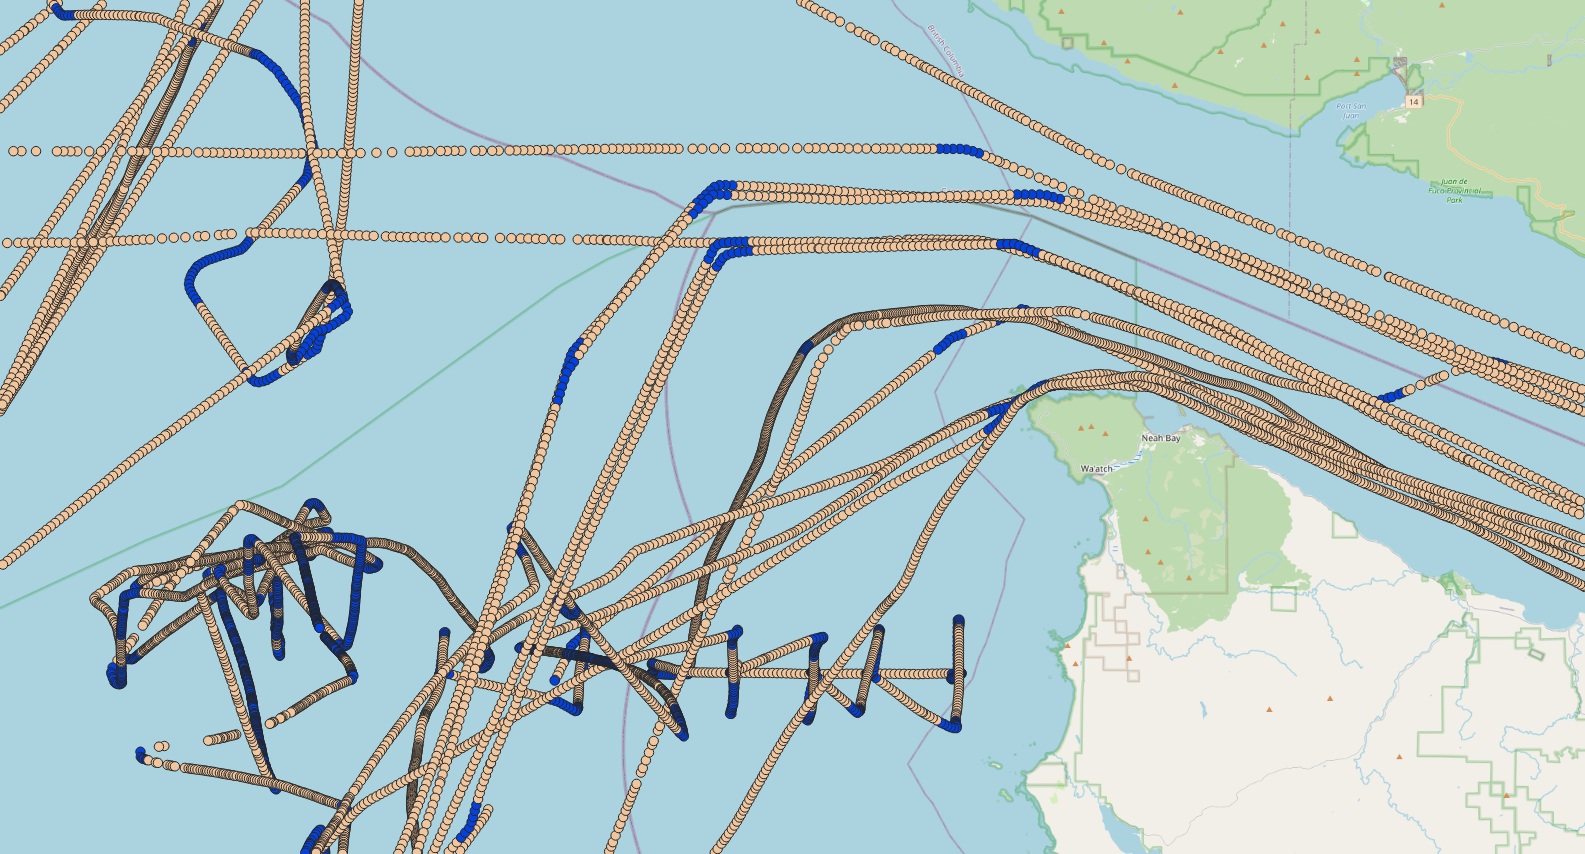 British Columbia
14
Port San
Juan
Juan de
Fuca Provincial
Park
Neah Bay
Wa'atch